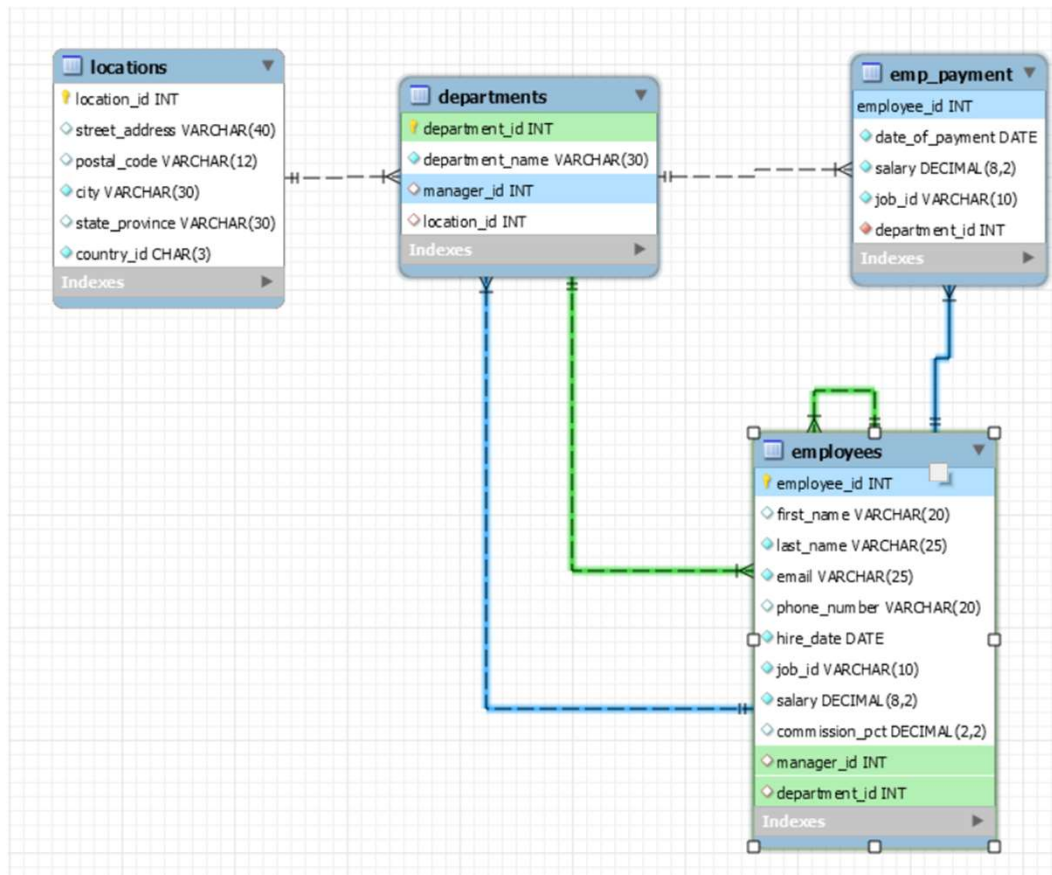 locations
location_id INT
street_address VARCHAR(40)
postal_code VARCHAR(12)
city VARCHAR(30)
state_province VARCHAR(30)
country_id CHAR(3)
Indexes
departments
department_id INT
department_name VARCHAR(30)
manager_id INT
location_id INT
Indexes
emp_payment
employee_id INT
date_of_payment DATE
salary DECIMAL(8,2)
job_id VARCHAR(10)
department_id INT
Indexes
employees
employee_id INT
first_name VARCHAR(20)
last_name VARCHAR(25)
email VARCHAR(25)
phone_number VARCHAR(20)
hire_date DATE
job_id VARCHAR(10)
salary DECIMAL(8,2)
commission_pct DECIMAL(2,2)
manager_id INT
department_id INT
Indexes